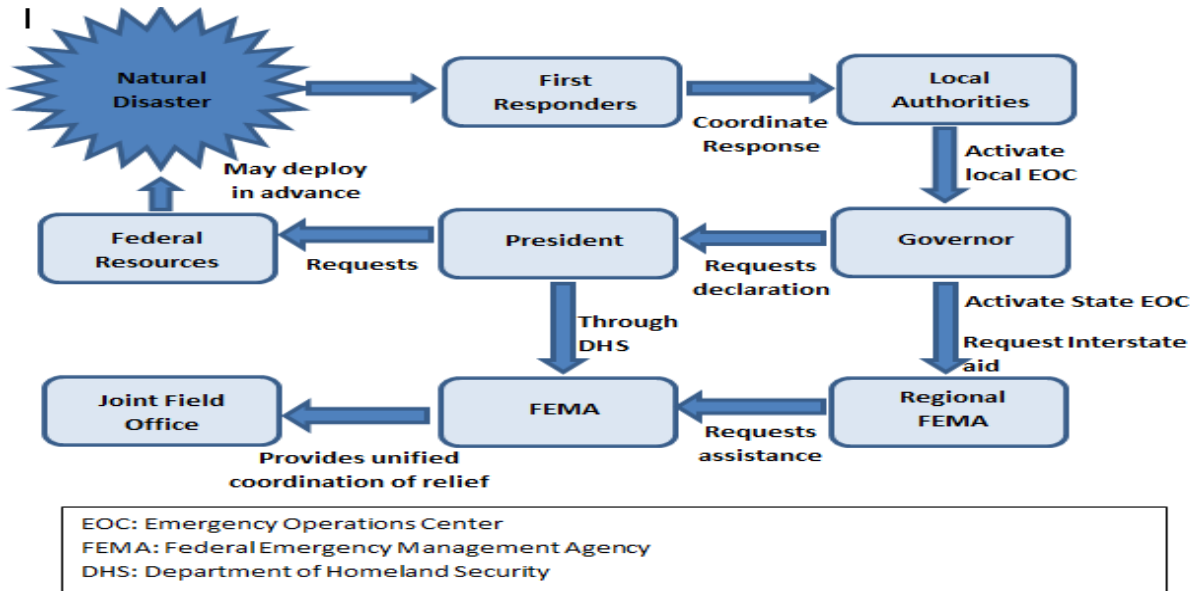 I
Natural
Disaster
First
Responders
Local
Authorities
Coordinate
Response
May deploy
in advance
Activate
local EOC
Federal
Resources
President
Governor
Requests
Requests
declaration
Activate State EOC
Through
DHS
Request Interstate
aid
Joint Field
Office
FEMA
Regional
FEMA
Requests
assistance
Provides unified
coordination of relief
EOC: Emergency Operations Center
FEMA: Federal Emergency Management Agency
DHS: Department of Homeland Security